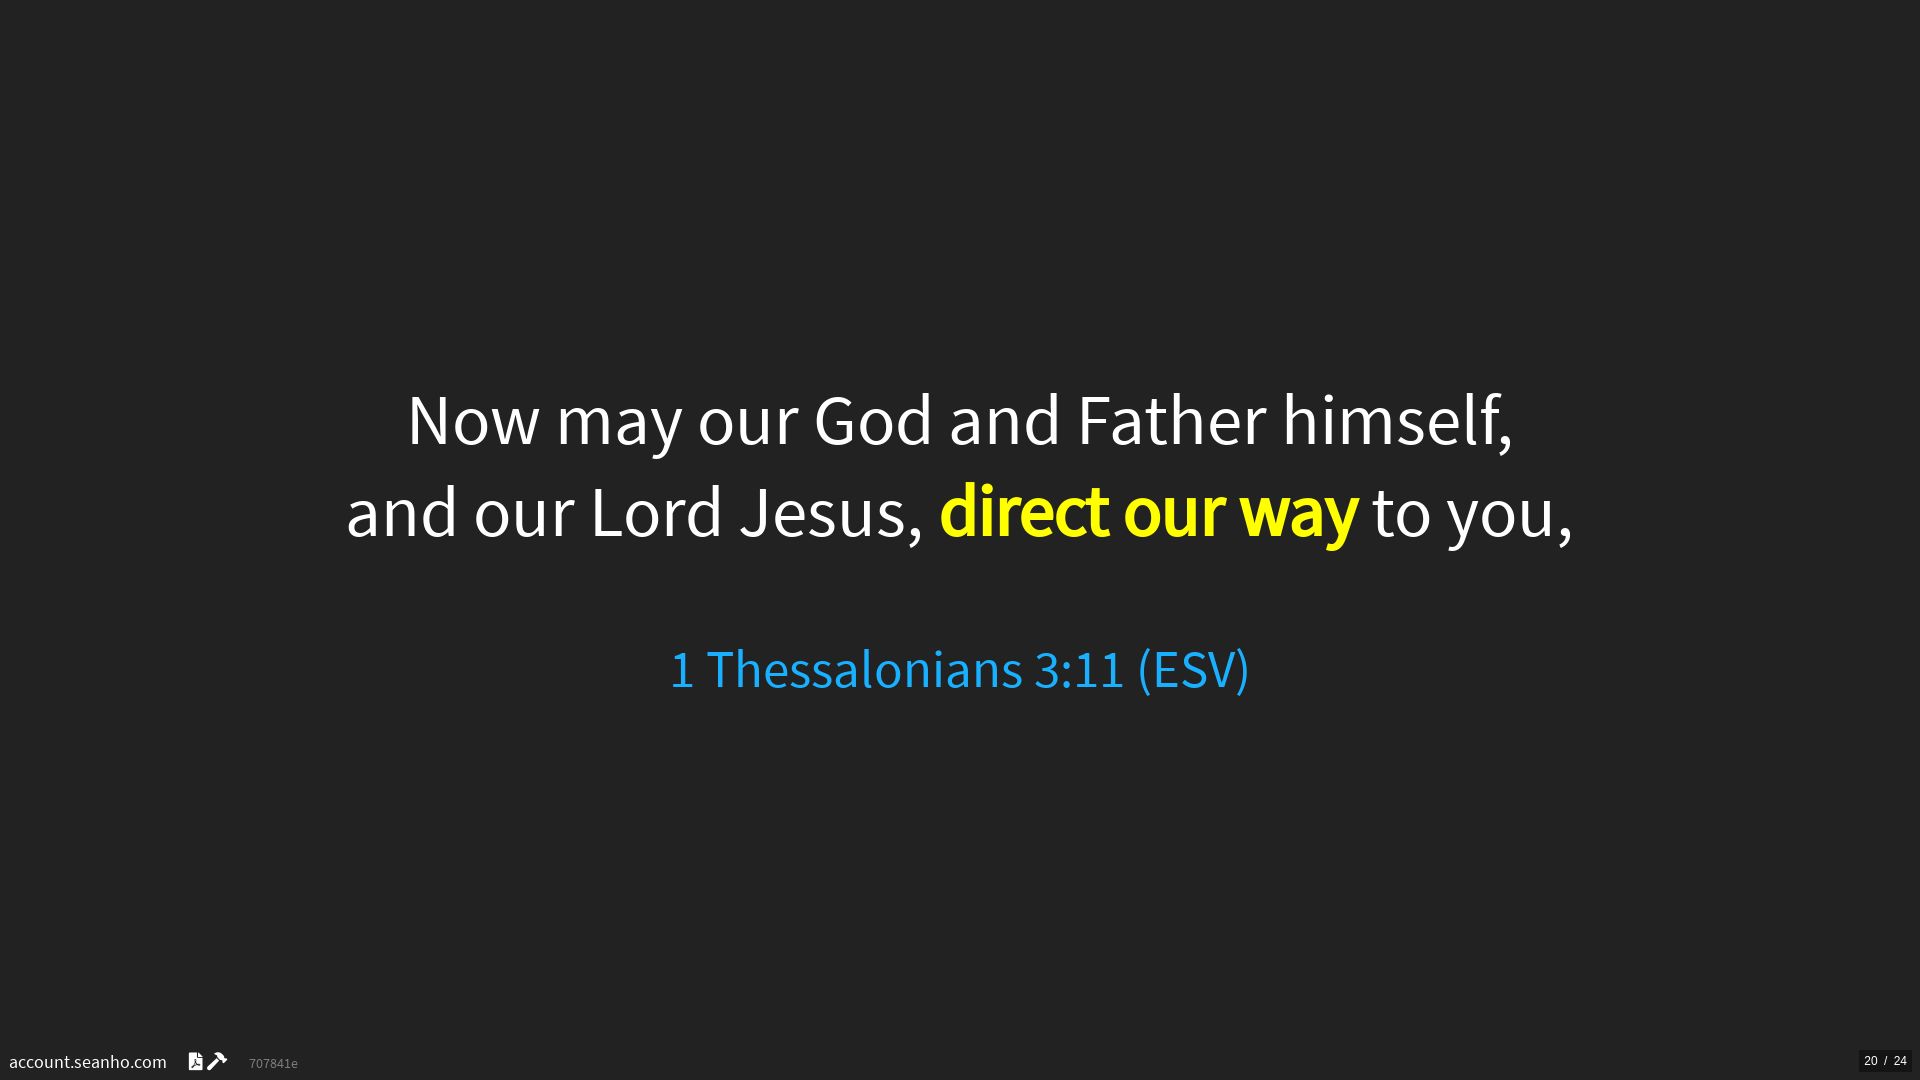 Now may our God and Father himself,
and our Lord Jesus, direct our way to you,
1 Thessalonians 3:11 (ESV)
account.seanho.com 707841e
20 / 24